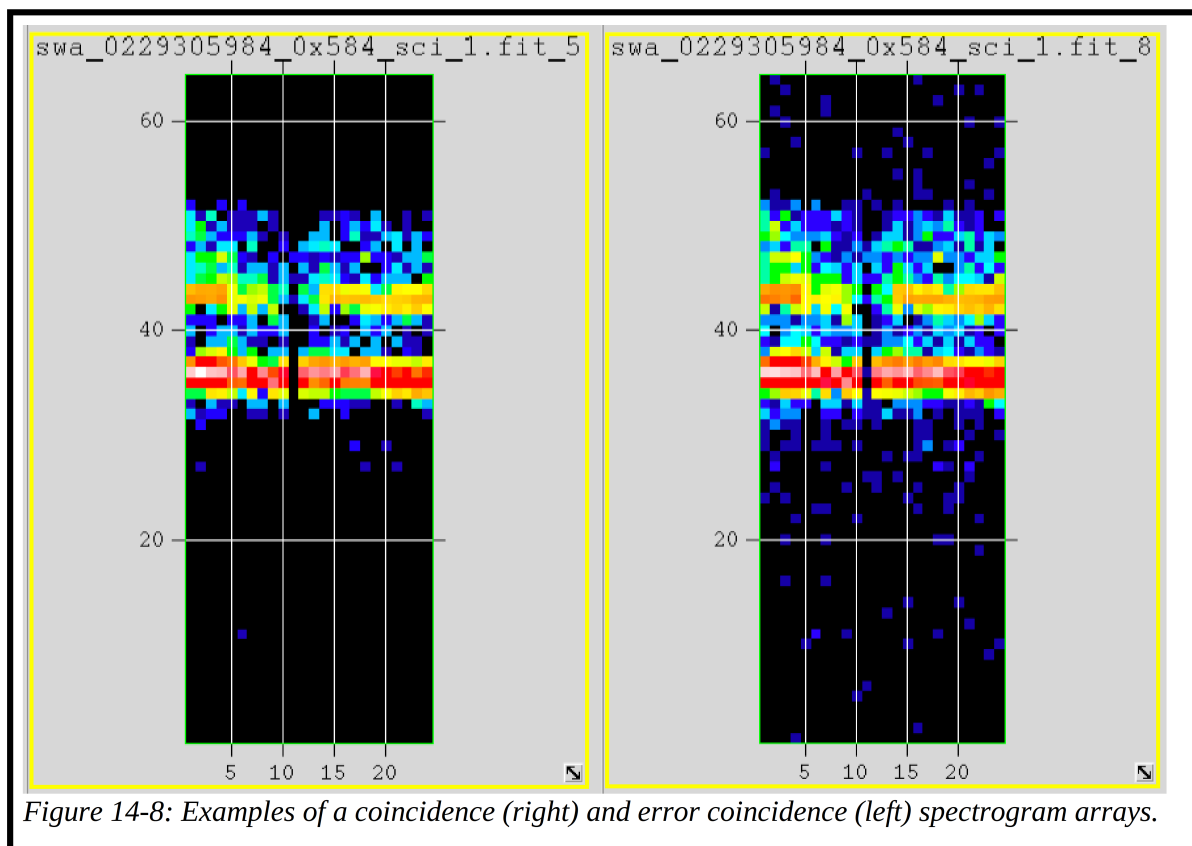 swa_0229305984_0x584_sci_1.fit_5
60
40
20
5 10 15 20
swa_0229305984_0x584_sci_1.fit_8
60
40
20
5 10 15 20
Figure 14-8: Examples of a coincidence (right) and error coincidence (left) spectrogram arrays.